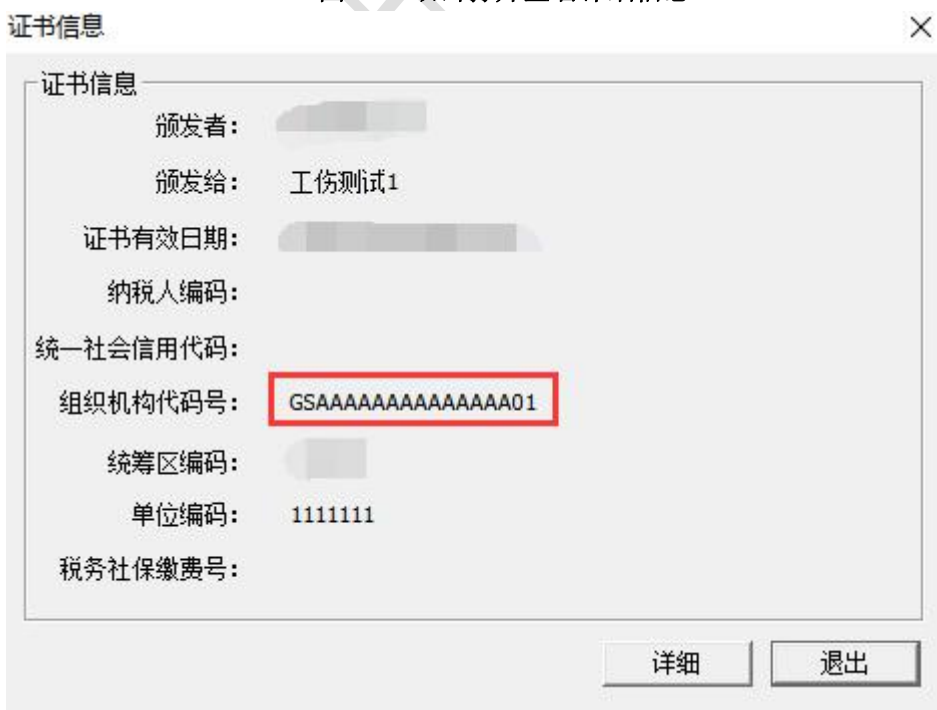 证书信息
证书信息
颁发者：
颁发给： 工伤测试1
证书有效日期：
纳税人编码：
统一社会信用代码：
组织机构代码号： GSAAAAAAAAAAAAAA01
统筹区编码：
单位编码： 1111111
税务社保缴费号：
详细 退出